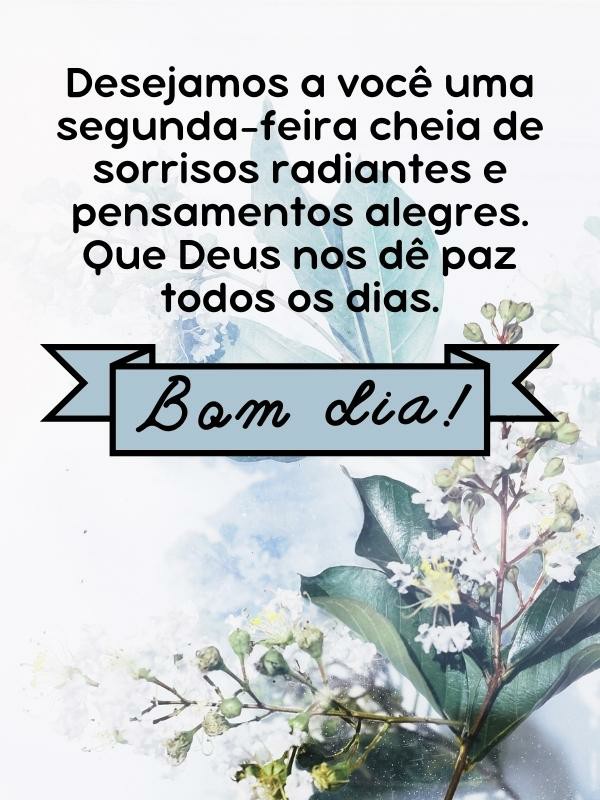 Desejamos a você uma
segunda-feira cheia de
sorrisos radiantes e
pensamentos alegres.
Que Deus nos dê paz
todos os dias.
Bom dia!